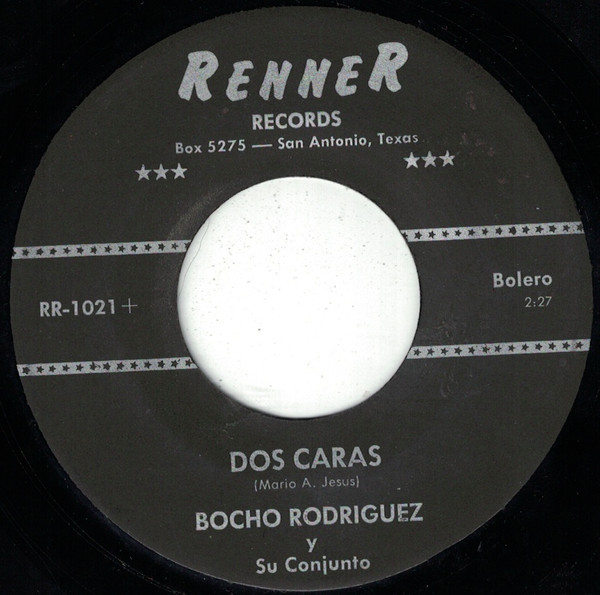 RENNER
RECORDS
Box 5275 — San Antonio, Texas
RR-1021+
Bolero
2:27
DOS CARAS
(Mario A. Jesus)
BOCHO RODRIGUEZ
y
Su Conjunto